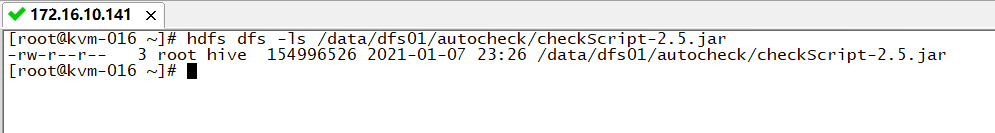 172.16.10.141
[root@kvm-016 ~]# hdfs dfs -ls /data/dfs01/autocheck/checkScript-2.5.jar
-rw-r--r--   3 root hive  154996526 2021-01-07 23:26 /data/dfs01/autocheck/checkScript-2.5.jar
[root@kvm-016 ~]#